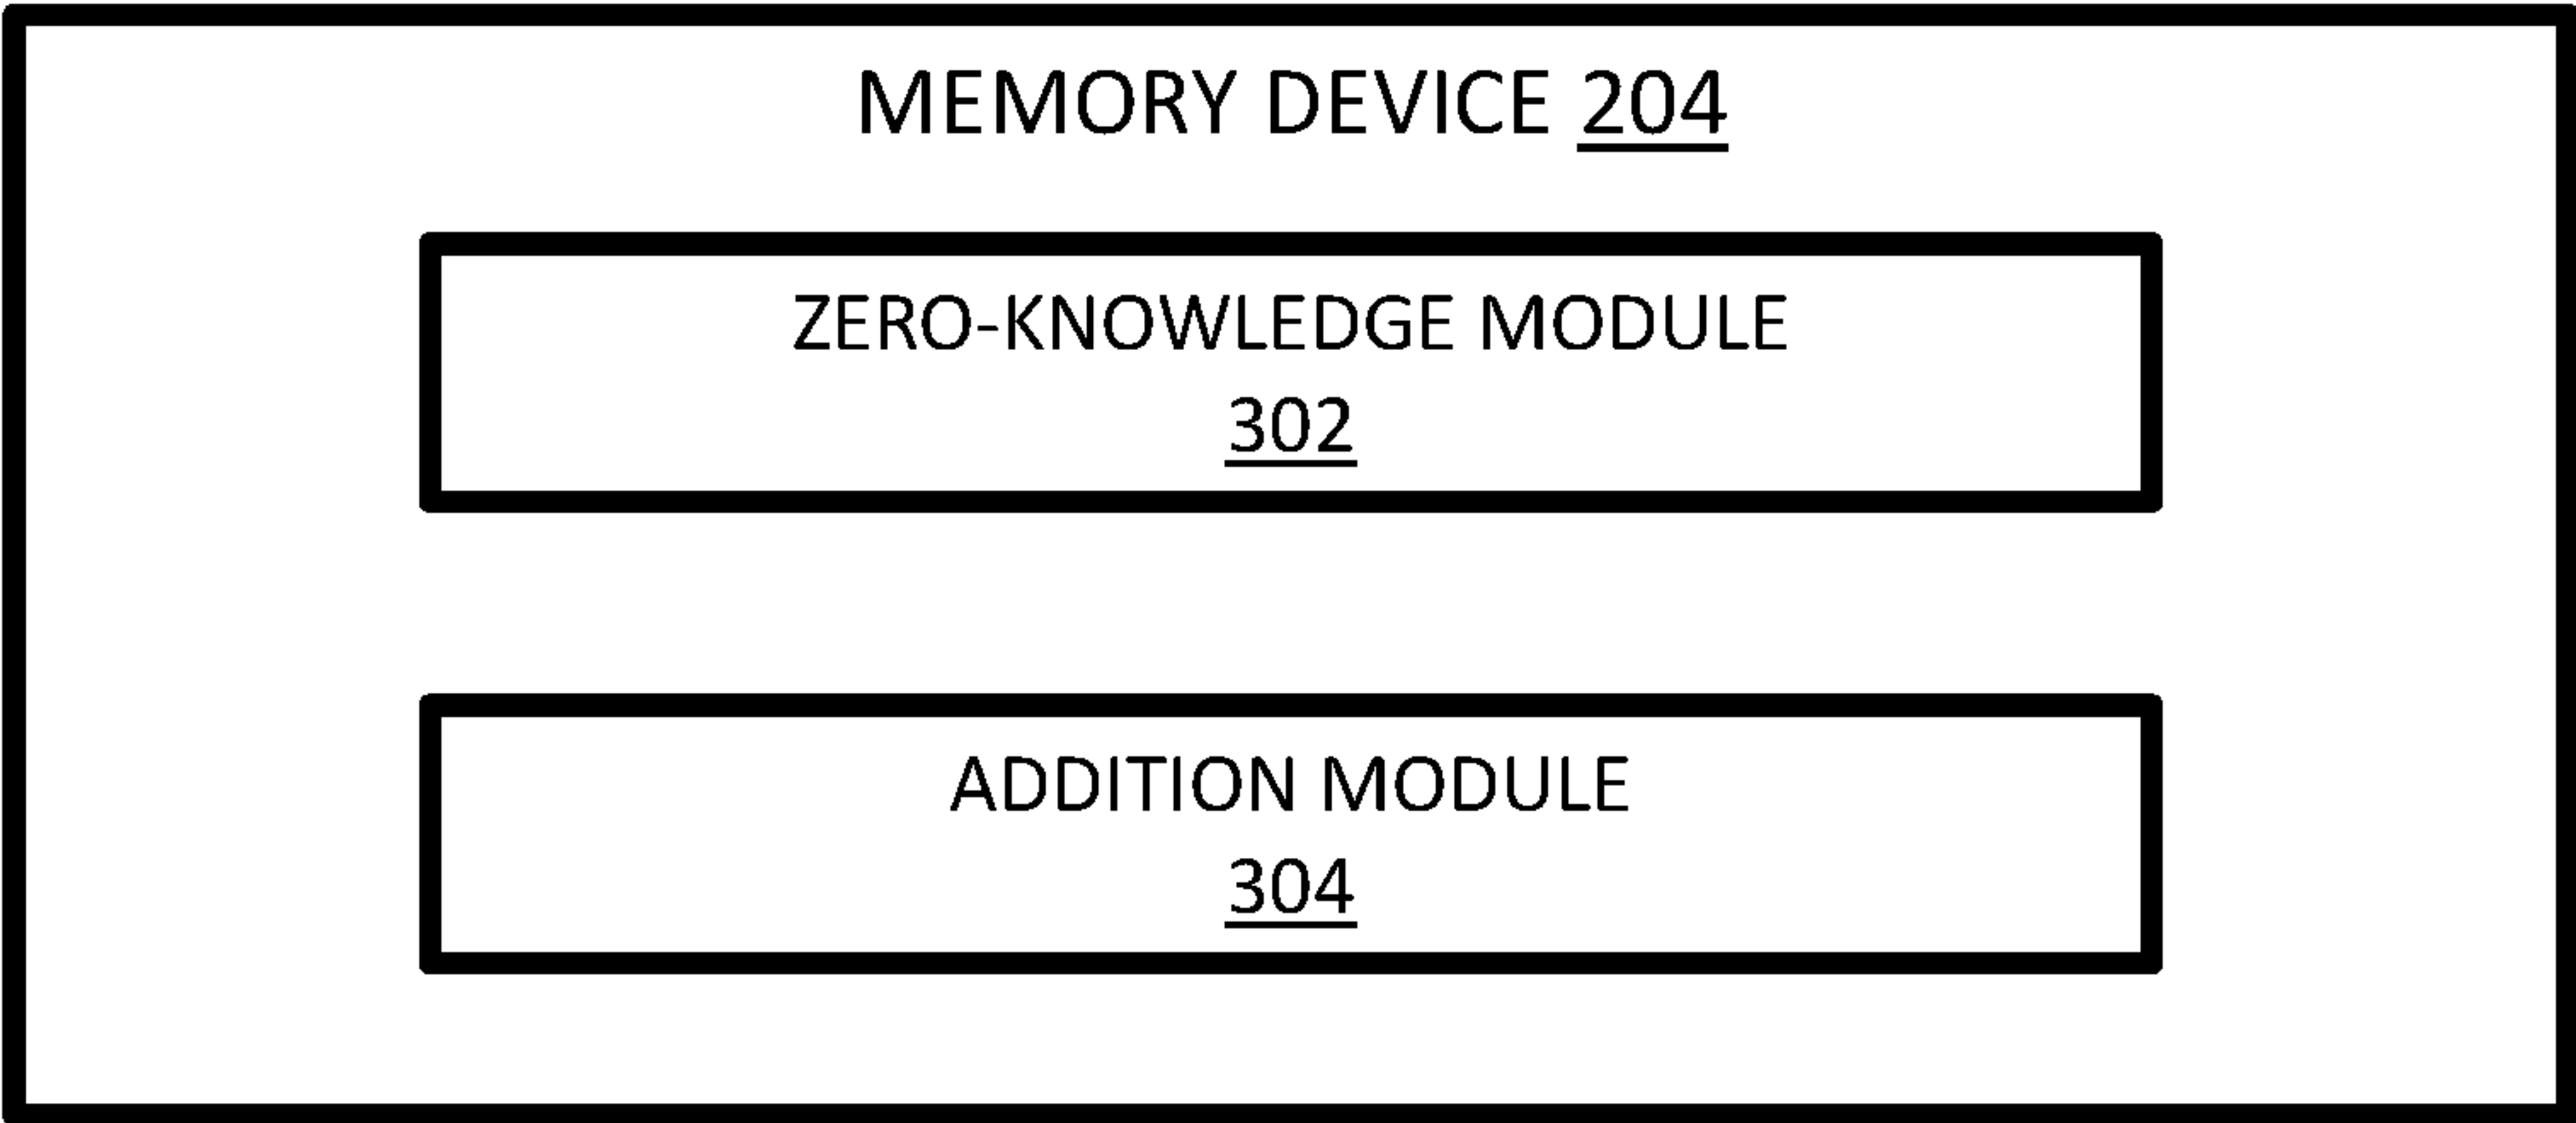 MEMORY DEVICE 204
ZERO-KNOWLEDGE MODULE
302
ADDITION MODULE
304